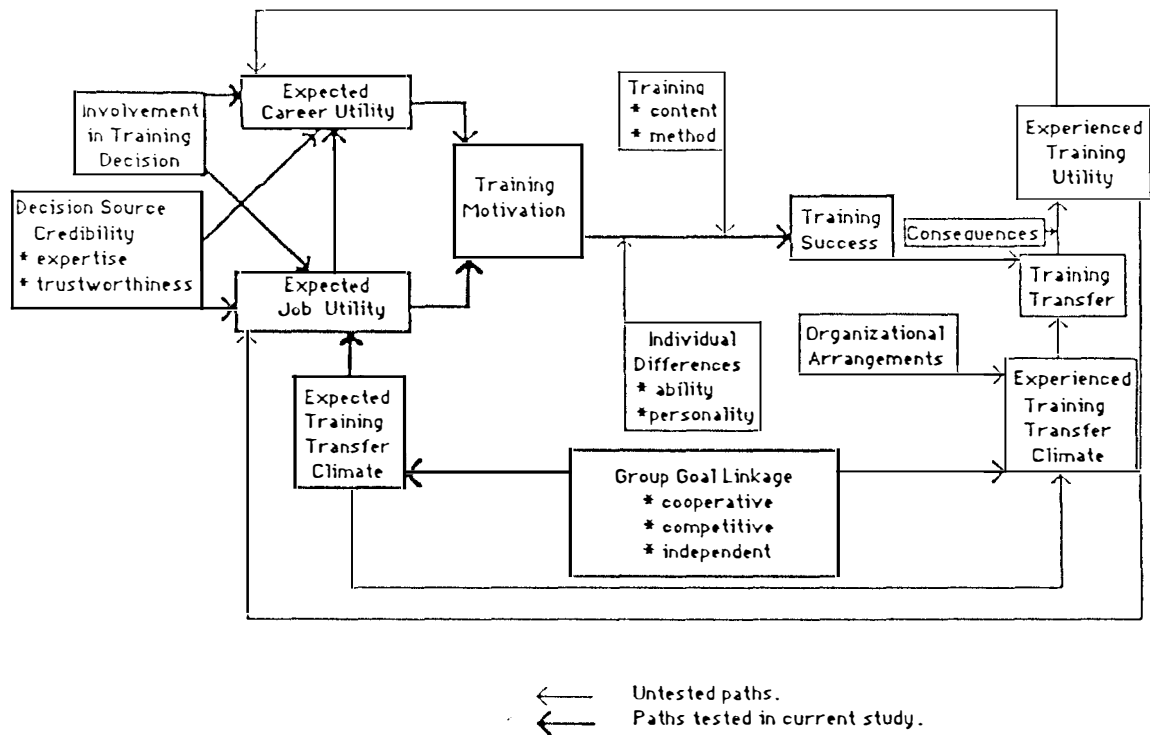 Expected
Career Utility
Involvement
in Training
Decision
Decision Source
Credibility
* expertise
* trustworthiness
Expected
Job Utility
Expected
Training
Transfer
Climate
Training
Motivation
Training
* content
* method
Individual
Differences
* ability
*personality
Group Goal Linkage
* cooperative
* competitive
* independent
Training
Success
Organizational
Arrangements
Consequences
Experienced
Training
Utility
Training
Transfer
Experienced
Training
Transfer
Climate
Untested paths.
Paths tested in current study.